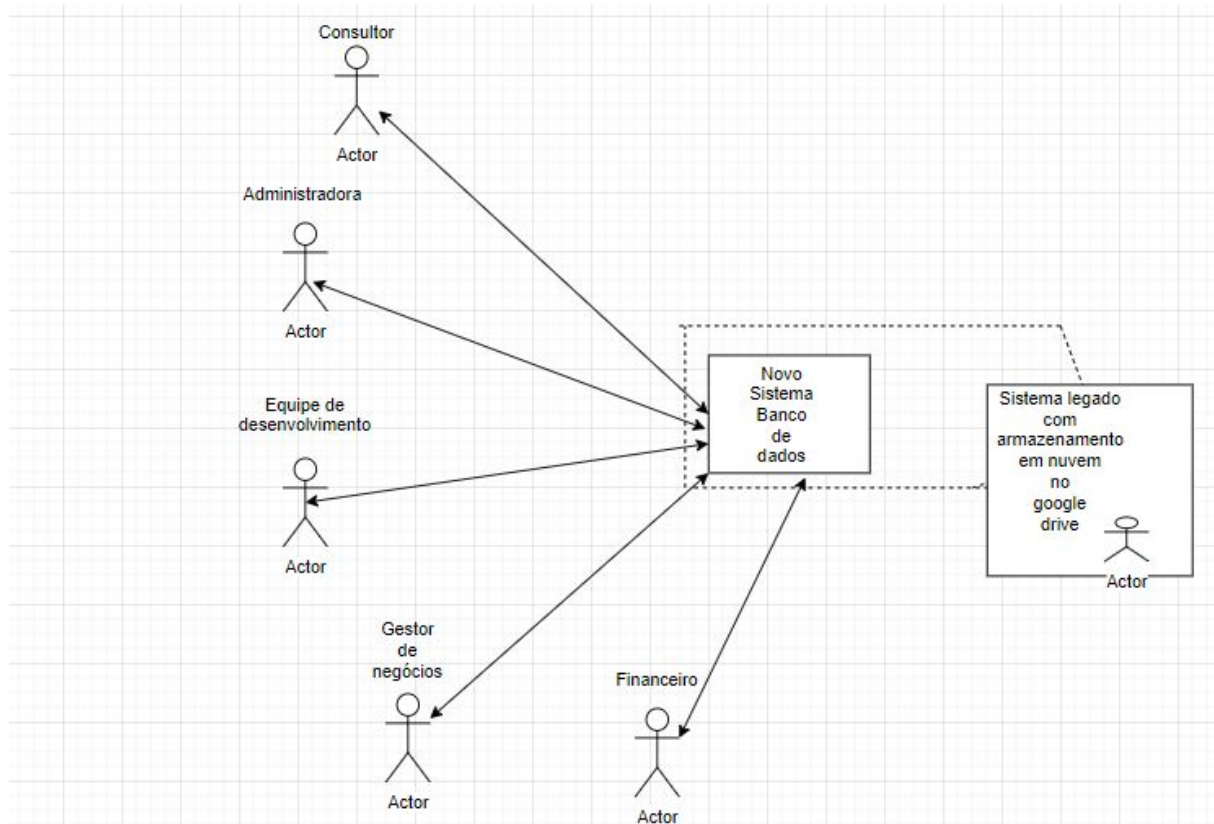 Consultor
Actor
Administradora
Actor
Equipe de
desenvolvimento
Actor
Gestor
de
negócios
Actor
Financeiro
Actor
Novo
Sistema
Banco
de
dados
Sistema legado
com
armazenamento
em nuvem
no
google
drive
Actor